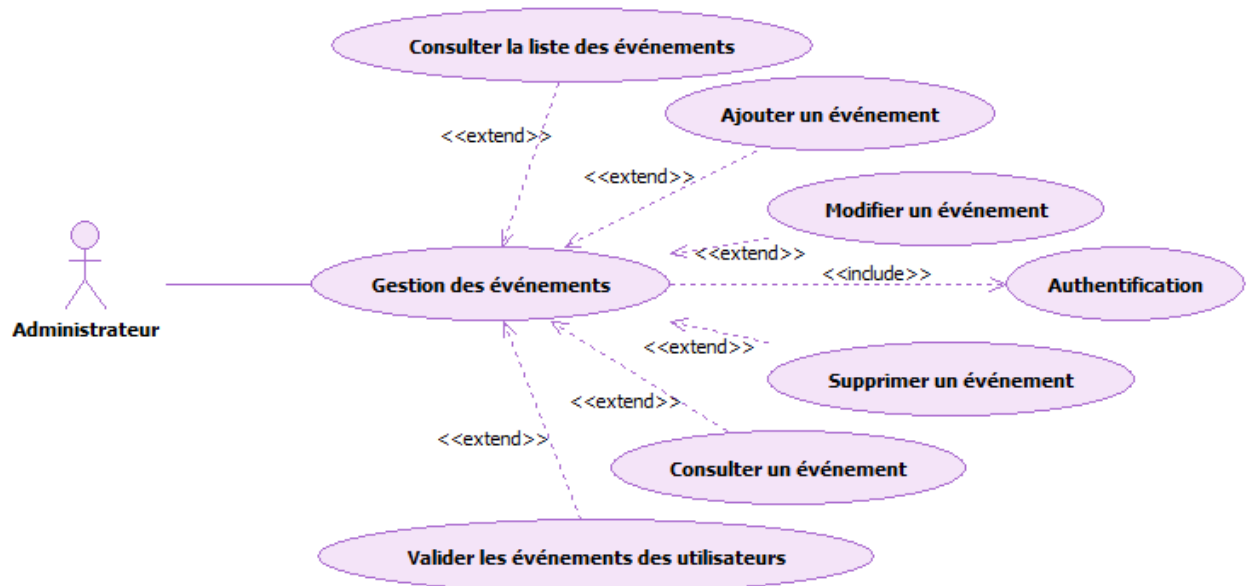 Consulter la liste des événements
Ajouter un événement
<<extend>>
<<extend>>
Modifier un événement
<<extend>>
<<include>>
Gestion des événements
Authentification
Administrateur
<<extend>>
Supprimer un événement
<<extend>>
<<extend>>
Consulter un événement
Valider les événements des utilisateurs